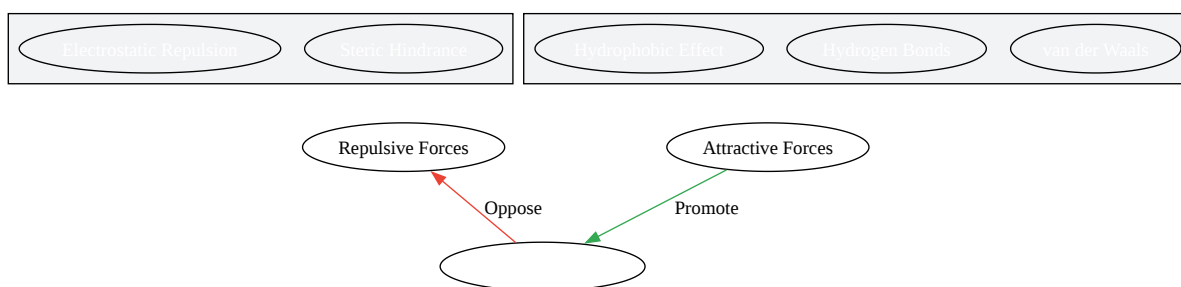 Electrostatic Repulsion
Steric Hindrance
Hydrophobic Effect
Hydrogen Bonds
van der Waals
Repulsive Forces
Attractive Forces
Oppose
Promote